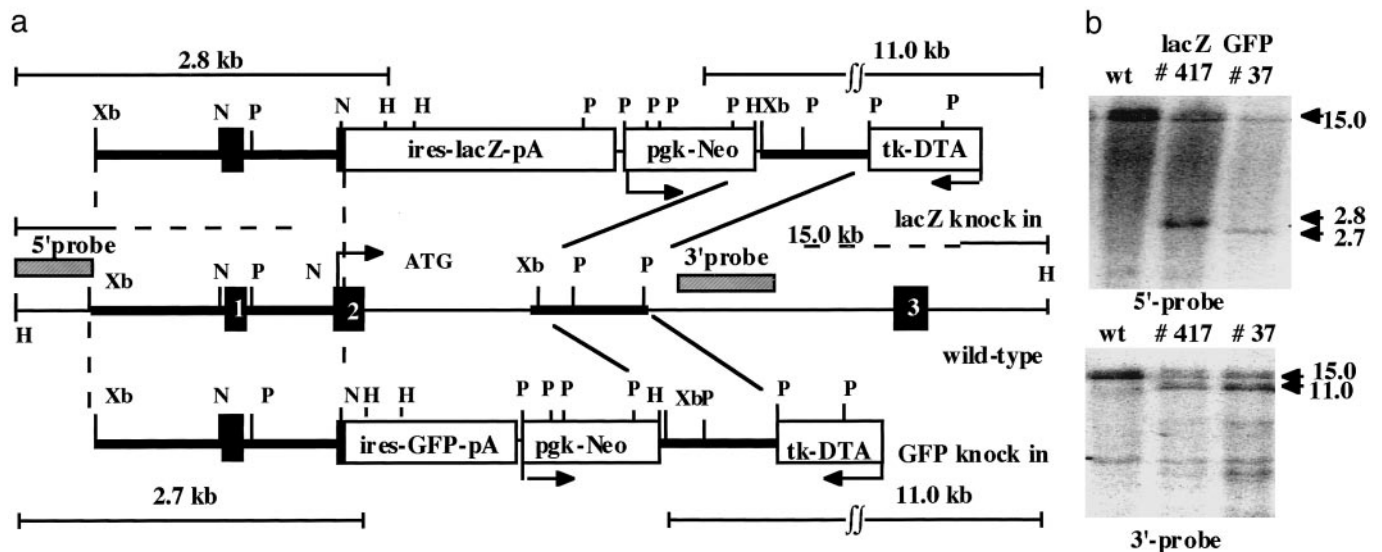 a
2.8 kb
11.0 kb
Xb N P N H H P P P P P H Xb P P P
ires-lacZ-pA pgk-Neo tk-DTA
lacZ knock in
15.0 kb
5'probe
ATG
3'probe
Xb N P N Xb P P H
1 2 3
H
wild-type
Xb N P N H H P P P P H Xb P P P
ires-GFP-pA pgk-Neo tk-DTA
GFP knock in
2.7 kb
11.0 kb
b
lacZ GFP
wt # 417 # 37
15.0
2.8
2.7
5'-probe
wt # 417 # 37
15.0
11.0
3'-probe